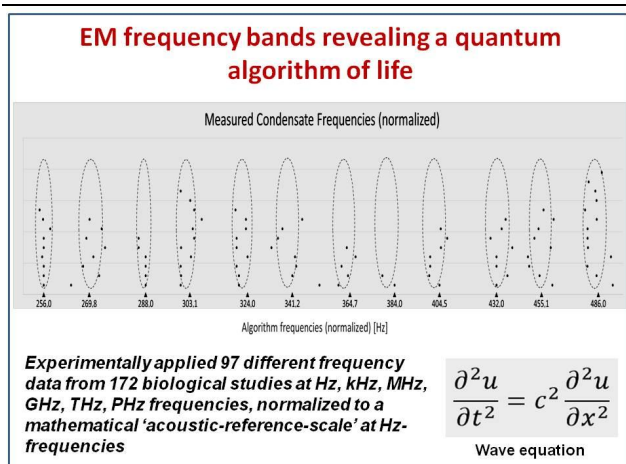 EM frequency bands revealing a quantum
algorithm of life
Measured Condensate Frequencies (normalized)
256.0 269.8 288.0 303.1 324.0 341.2 364.7 384.0 404.5 432.0 455.1 486.0
Algorithm frequencies (normalized) [Hz]
Experimentally applied 97 different frequency
data from 172 biological studies at Hz, kHz, MHz,
GHz, THz, PHz frequencies, normalized to a
mathematical ‘acoustic-reference-scale’ at Hz-
frequencies
∂²u/∂t² = c² ∂²u/∂x²
Wave equation